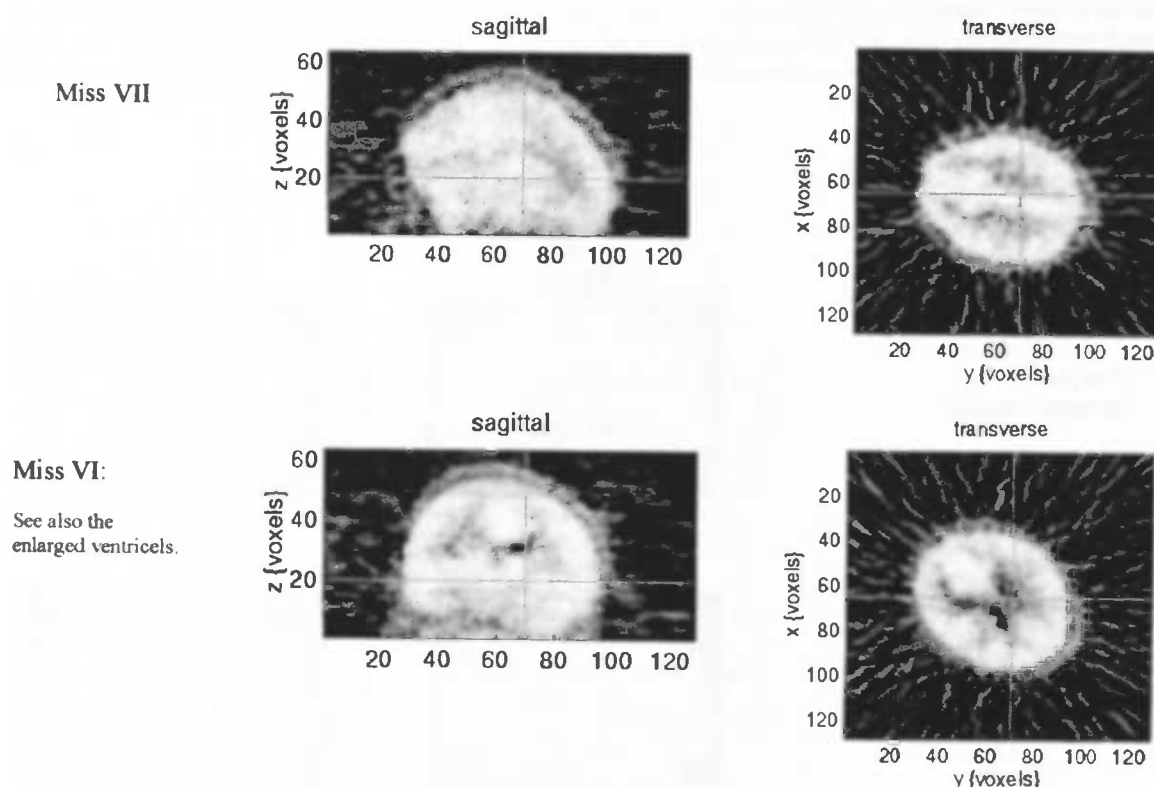 sagittal
transverse
Miss VII
60
40
20
z {voxels}
20 40 60 80 100 120
20
40
60
80
100
120
x {voxels}
20 40 60 80 100 120
y {voxels}
sagittal
transverse
Miss VI:
See also the
enlarged ventricels.
60
40
20
z {voxels}
20 40 60 80 100 120
20
40
60
80
100
120
x {voxels}
20 40 60 80 100 120
y {voxels}